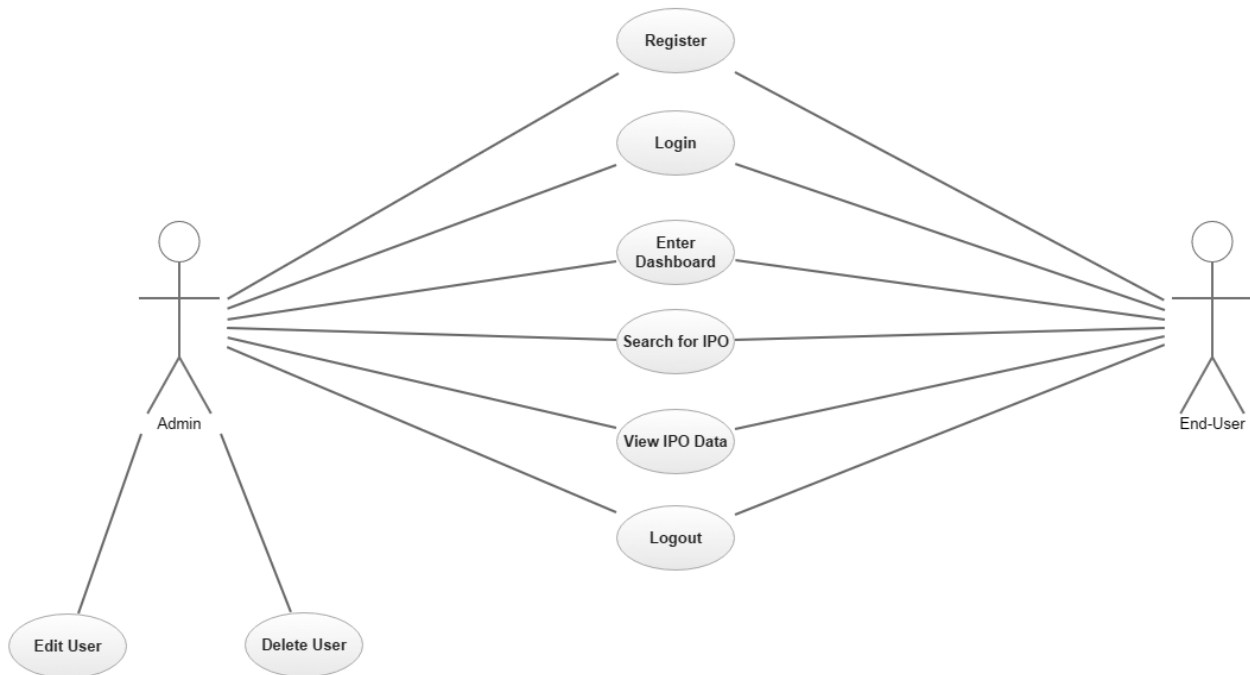 Register
Login
Enter
Dashboard
Search for IPO
View IPO Data
Logout
Admin
End-User
Edit User
Delete User